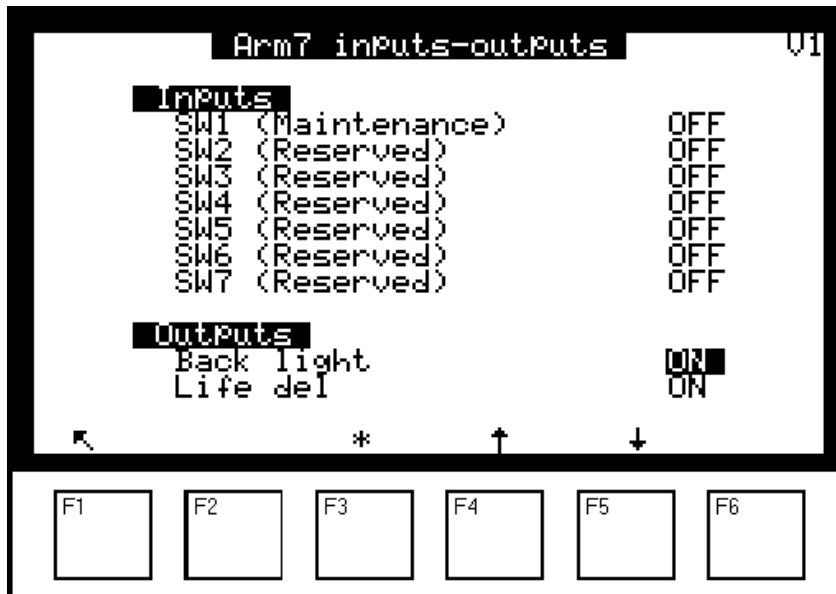 Arm7 inputs-outputs V1
Inputs
SW1 (Maintenance) OFF
SW2 (Reserved) OFF
SW3 (Reserved) OFF
SW4 (Reserved) OFF
SW5 (Reserved) OFF
SW6 (Reserved) OFF
SW7 (Reserved) OFF
Outputs
Back light ON
Life del ON
↖ * ↑ ↓
F1 F2 F3 F4 F5 F6